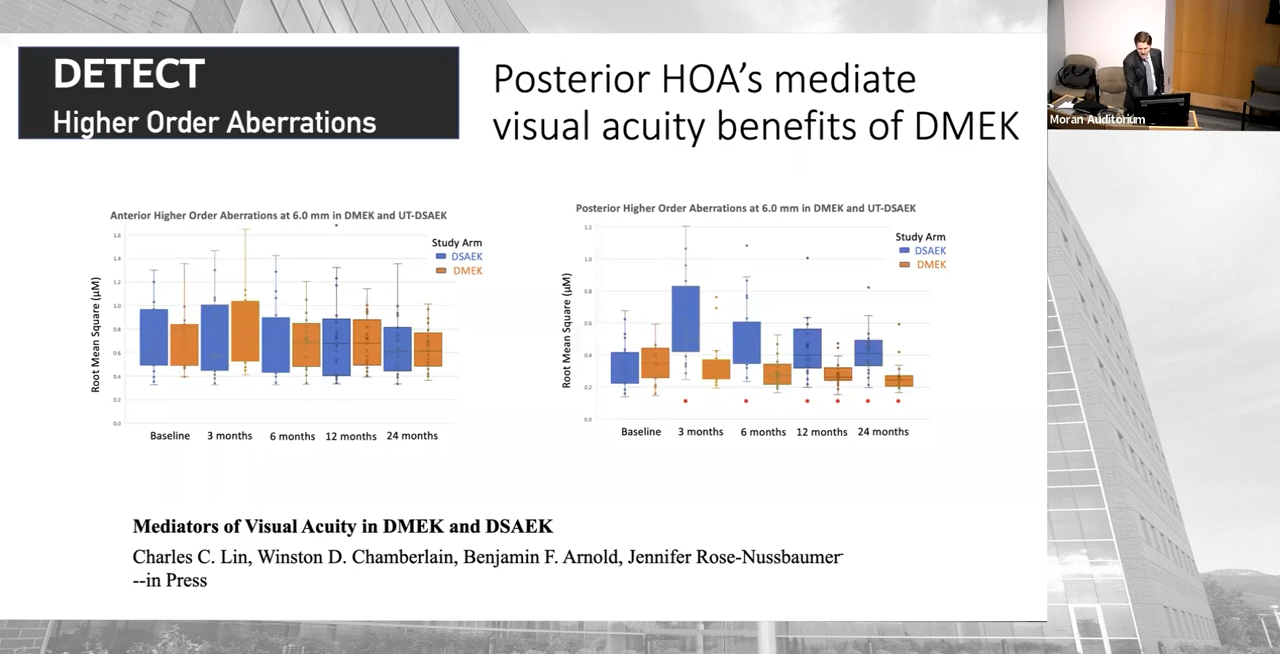 DETECT
Higher Order Aberrations
Posterior HOA's mediate
visual acuity benefits of DMEK
Moran Auditorium
Anterior Higher Order Aberrations at 6.0 mm in DMEK and UT-DSAEK
Study Arm
DSAEK
DMEK
Root Mean Square (µM)
1.6
1.4
1.2
1.0
0.8
0.6
0.4
0.2
0.0
Baseline
3 months
6 months
12 months
24 months
Posterior Higher Order Aberrations at 6.0 mm in DMEK and UT-DSAEK
Study Arm
DSAEK
DMEK
Root Mean Square (µM)
1.2
1.0
0.8
0.6
0.4
0.2
0.0
Baseline
3 months
6 months
12 months
24 months
Mediators of Visual Acuity in DMEK and DSAEK
Charles C. Lin, Winston D. Chamberlain, Benjamin F. Arnold, Jennifer Rose-Nussbaumer
--in Press